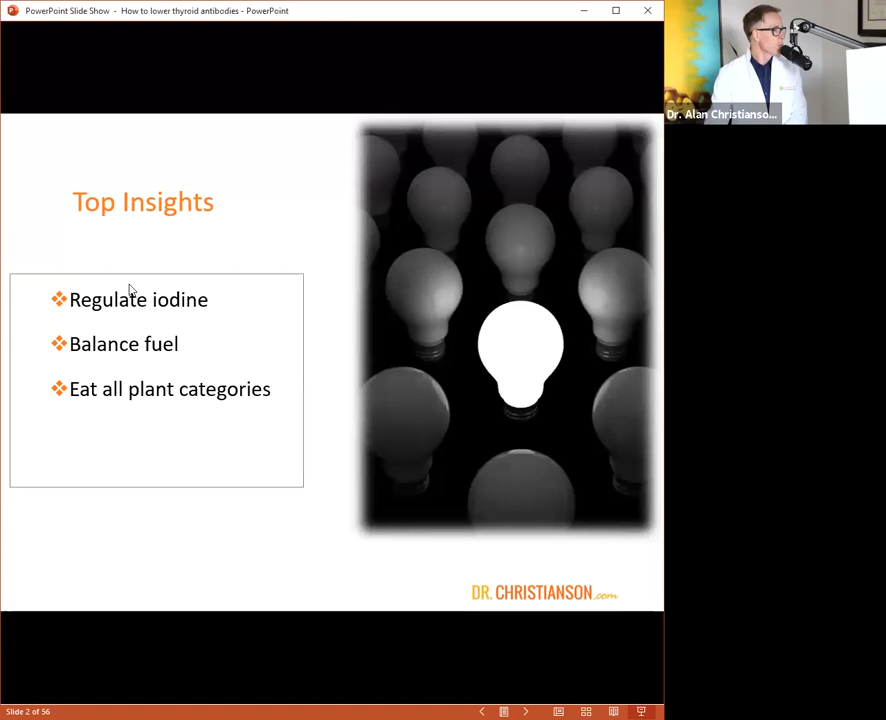 PowerPoint Slide Show - How to lower thyroid antibodies - PowerPoint
Dr. Alan Christianso...
Top Insights
Regulate iodine
Balance fuel
Eat all plant categories
DR. CHRISTIANSON.com
Slide 2 of 56